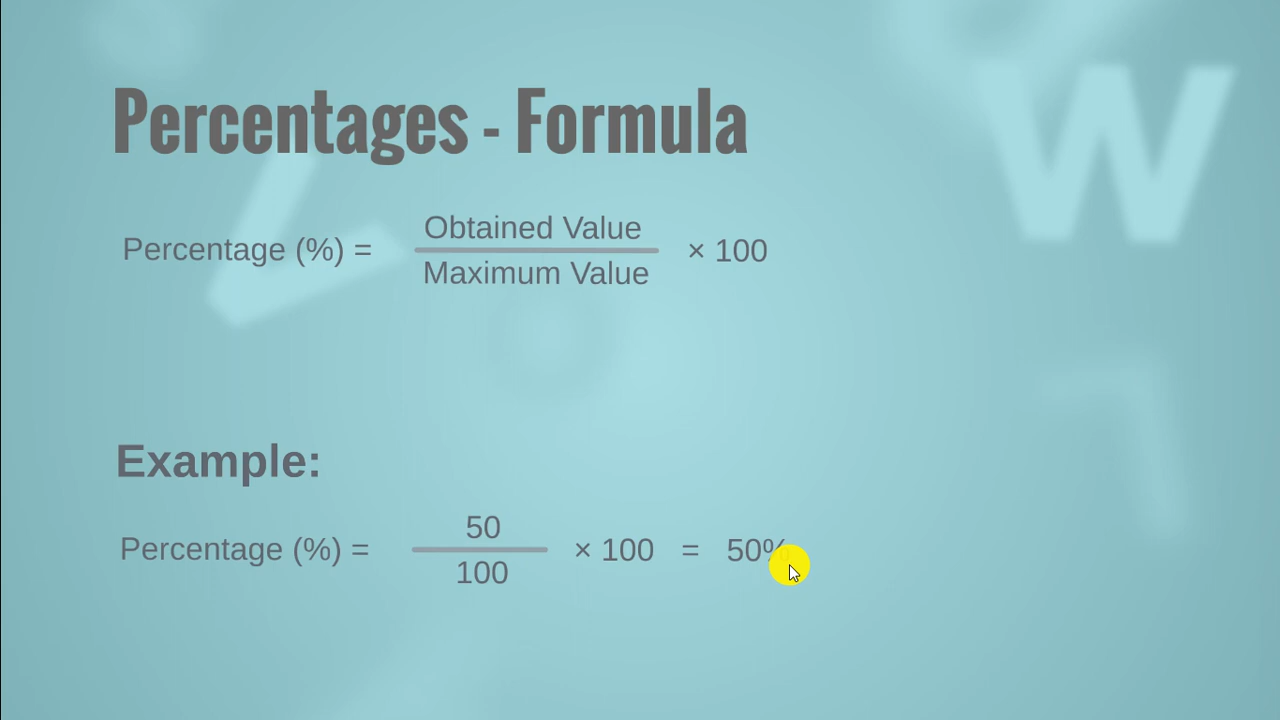 Percentages - Formula
Percentage (%) = Obtained Value / Maximum Value × 100
Example:
Percentage (%) = 50 / 100 × 100 = 50%
W